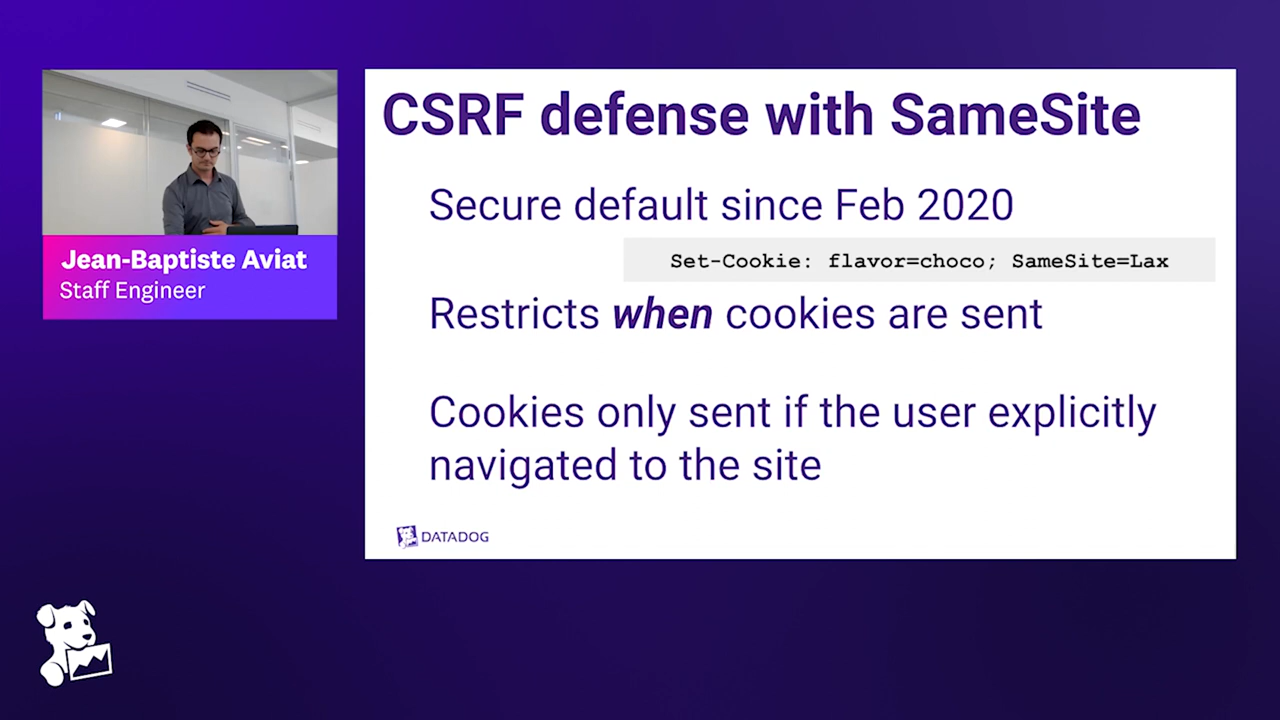 Jean-Baptiste Aviat
Staff Engineer
CSRF defense with SameSite
Secure default since Feb 2020
Set-Cookie: flavor=choco; SameSite=Lax
Restricts when cookies are sent
Cookies only sent if the user explicitly
navigated to the site
DATADOG